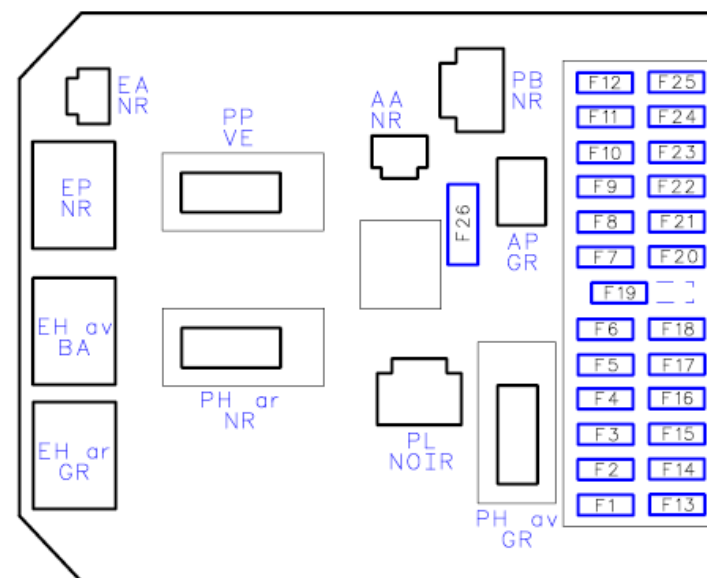 EA
NR
PP
VE
AA
NR
PB
NR
EP
NR
F26
AP
GR
EH av
BA
PH ar
NR
EH ar
GR
PL
NOIR
PH av
GR
F12 F25
F11 F24
F10 F23
F9 F22
F8 F21
F7 F20
F19
F6 F18
F5 F17
F4 F16
F3 F15
F2 F14
F1 F13